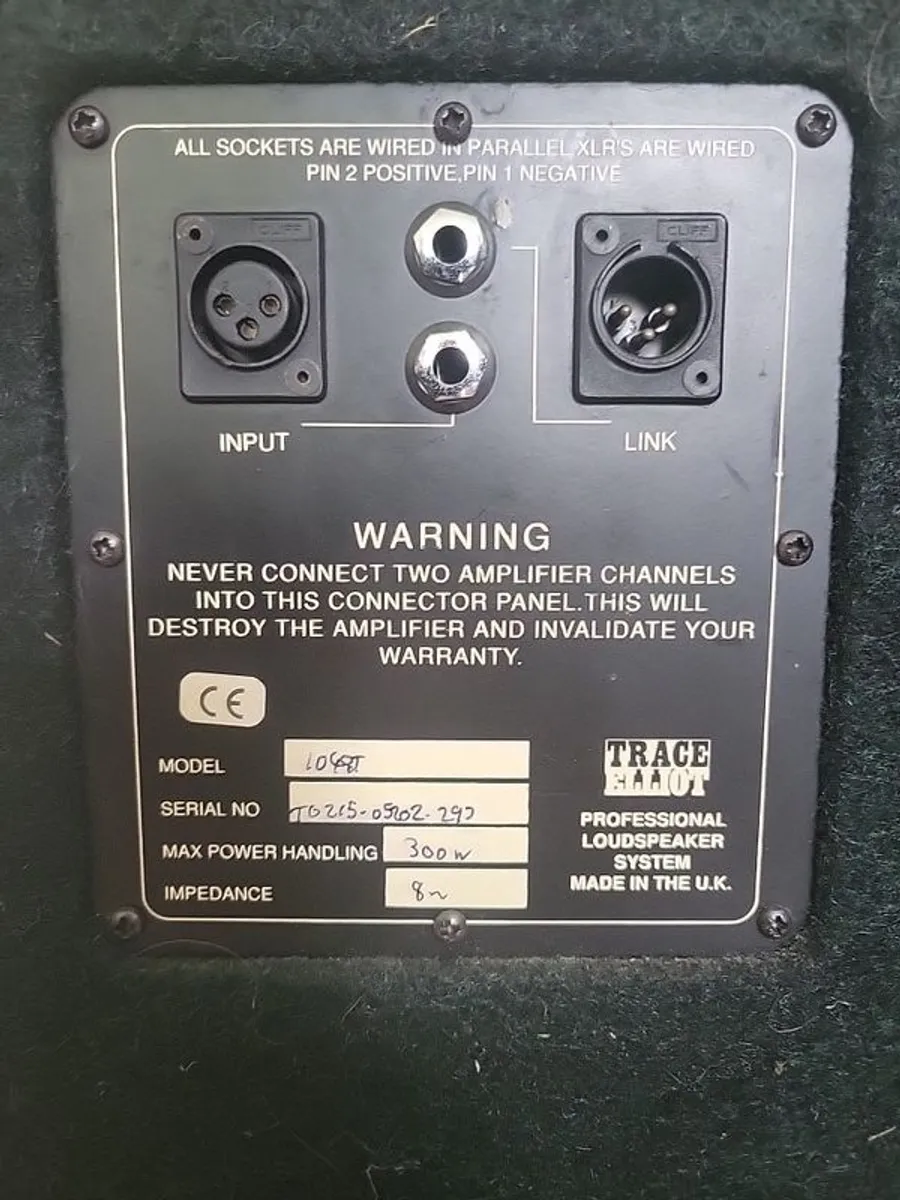 ALL SOCKETS ARE WIRED IN PARALLEL XLR'S ARE WIRED
PIN 2 POSITIVE,PIN 1 NEGATIVE
CLIFF
CLIFF
INPUT
LINK
WARNING
NEVER CONNECT TWO AMPLIFIER CHANNELS
INTO THIS CONNECTOR PANEL.THIS WILL
DESTROY THE AMPLIFIER AND INVALIDATE YOUR
WARRANTY.
CE
MODEL 1048T
SERIAL NO
MAX POWER HANDLING 300W
IMPEDANCE 8Ω
TRACE
ELLIOT
PROFESSIONAL
LOUDSPEAKER
SYSTEM
MADE IN THE U.K.